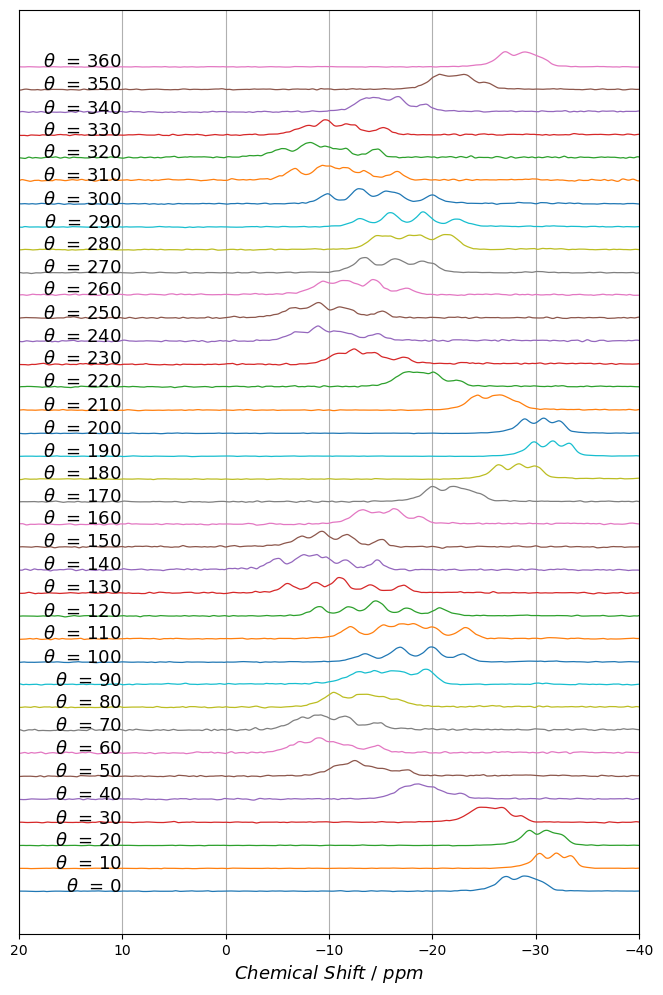 θ = 360
θ = 350
θ = 340
θ = 330
θ = 320
θ = 310
θ = 300
θ = 290
θ = 280
θ = 270
θ = 260
θ = 250
θ = 240
θ = 230
θ = 220
θ = 210
θ = 200
θ = 190
θ = 180
θ = 170
θ = 160
θ = 150
θ = 140
θ = 130
θ = 120
θ = 110
θ = 100
θ = 90
θ = 80
θ = 70
θ = 60
θ = 50
θ = 40
θ = 30
θ = 20
θ = 10
θ = 0
20 10 0 −10 −20 −30 −40
Chemical Shift / ppm